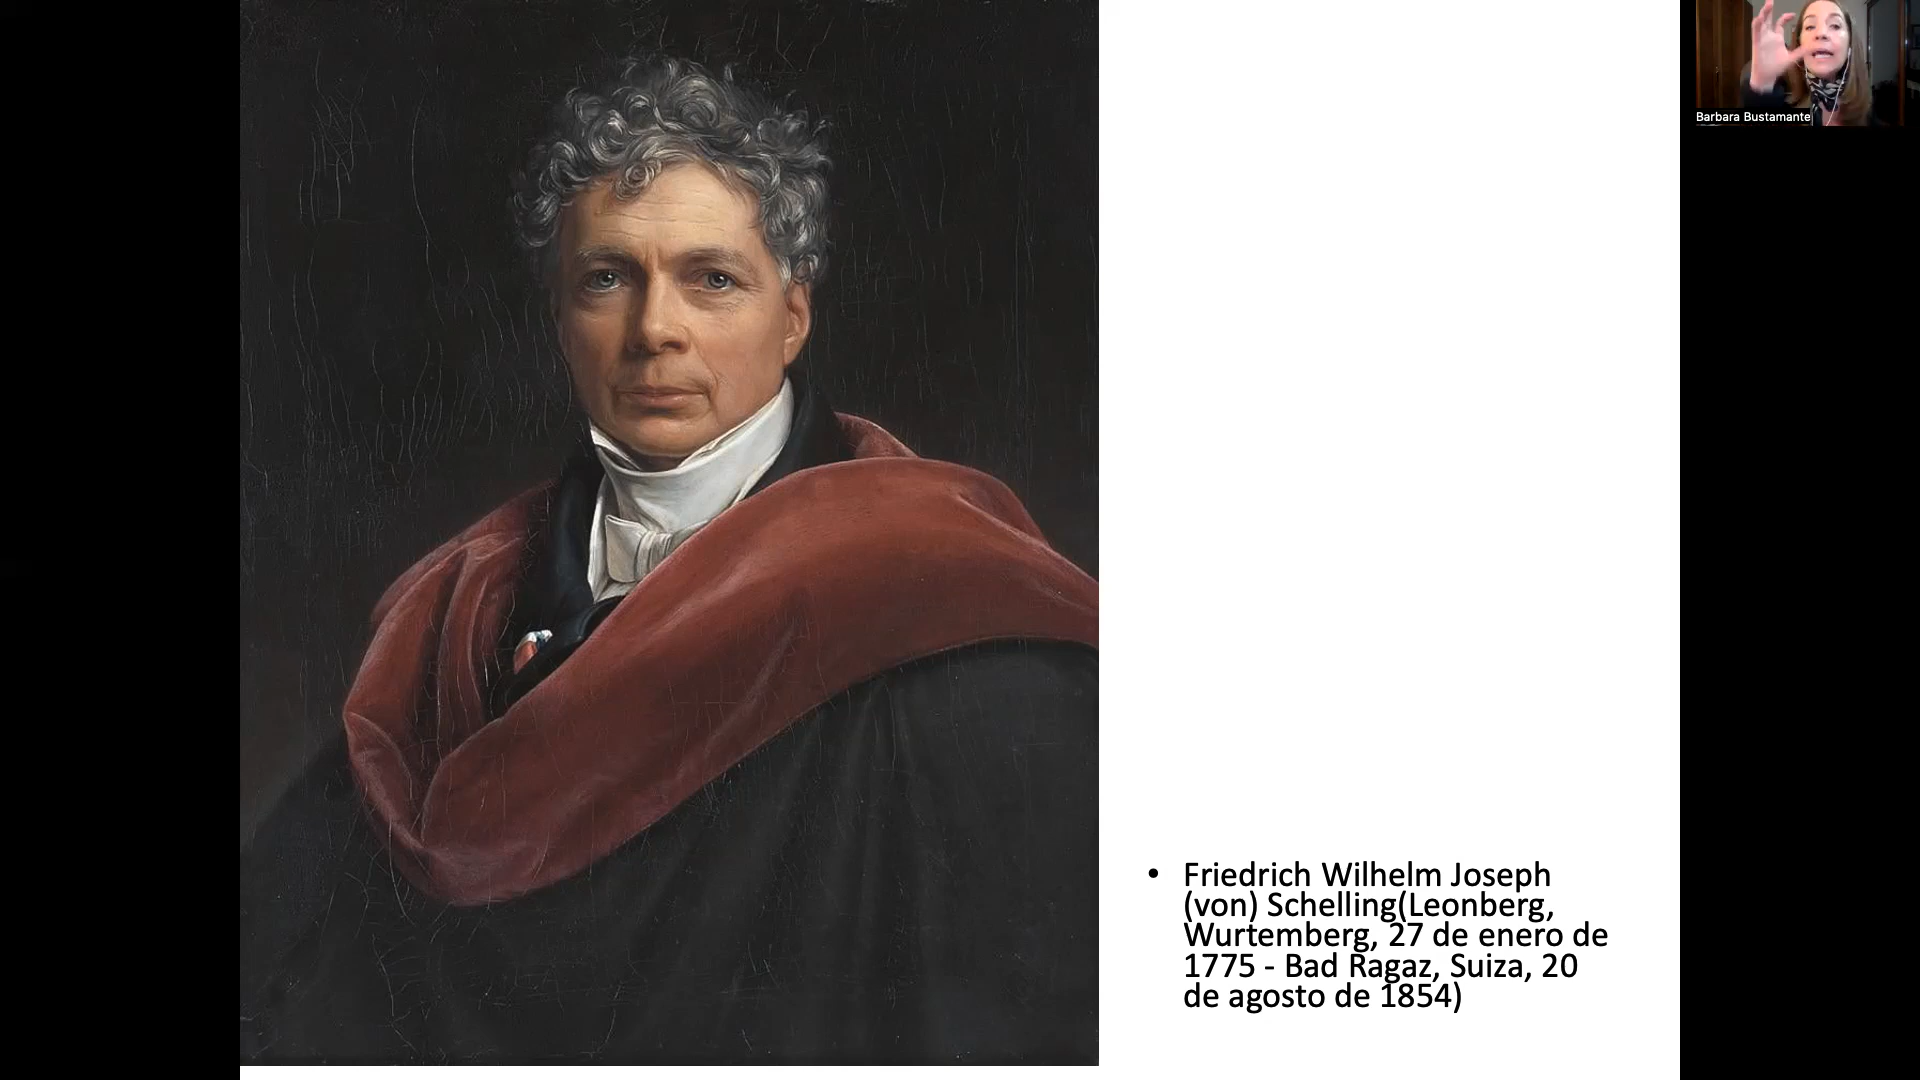 Barbara Bustamante
• Friedrich Wilhelm Joseph
(von) Schelling(Leonberg,
Wurtemberg, 27 de enero de
1775 - Bad Ragaz, Suiza, 20
de agosto de 1854)